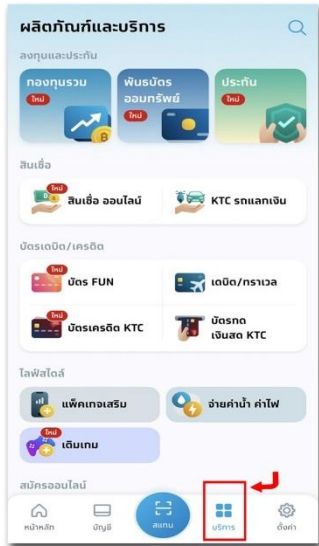 ผลิตภัณฑ์และบริการ
ลงทุนและประกัน
กองทุนรวม
ใหม่
พันธบัตร
ออมทรัพย์
ใหม่
ประกัน
ใหม่
สินเชื่อ
ใหม่
สินเชื่อ ออนไลน์
KTC รถแลกเงิน
บัตรเดบิต/เครดิต
ใหม่
บัตร FUN
เดบิต/ทราเวล
ใหม่
บัตรเครดิต KTC
บัตรกด
เงินสด KTC
ไลฟ์สไตล์
แพ็คเกจเสริม
จ่ายค่าน้ำ ค่าไฟ
ใหม่
เติมเกม
สมัครออนไลน์
หน้าหลัก
บัญชี
สแกน
บริการ
ตั้งค่า